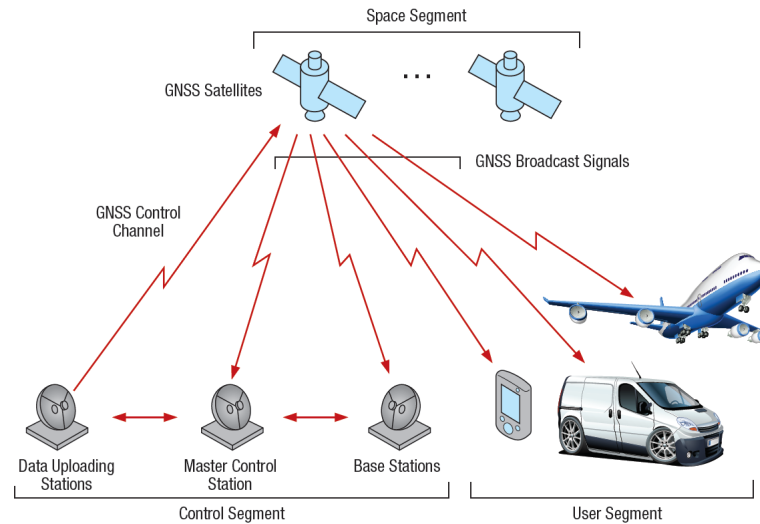 Space Segment
GNSS Satellites
GNSS Broadcast Signals
GNSS Control
Channel
Data Uploading
Stations
Master Control
Station
Base Stations
Control Segment
User Segment